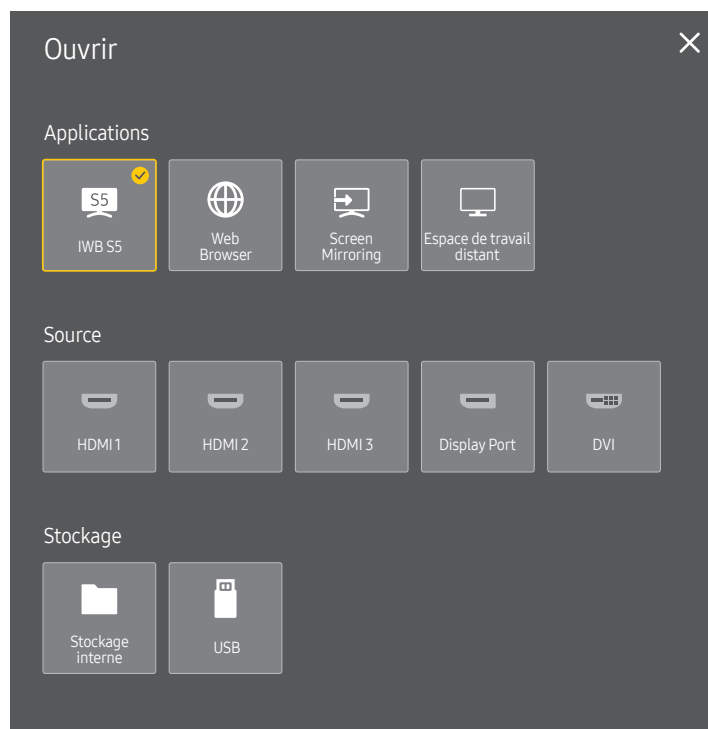 Ouvrir
Applications
S5
IWB S5
Web
Browser
Screen
Mirroring
Espace de travail
distant
Source
HDMI 1
HDMI 2
HDMI 3
Display Port
DVI
Stockage
Stockage
interne
USB